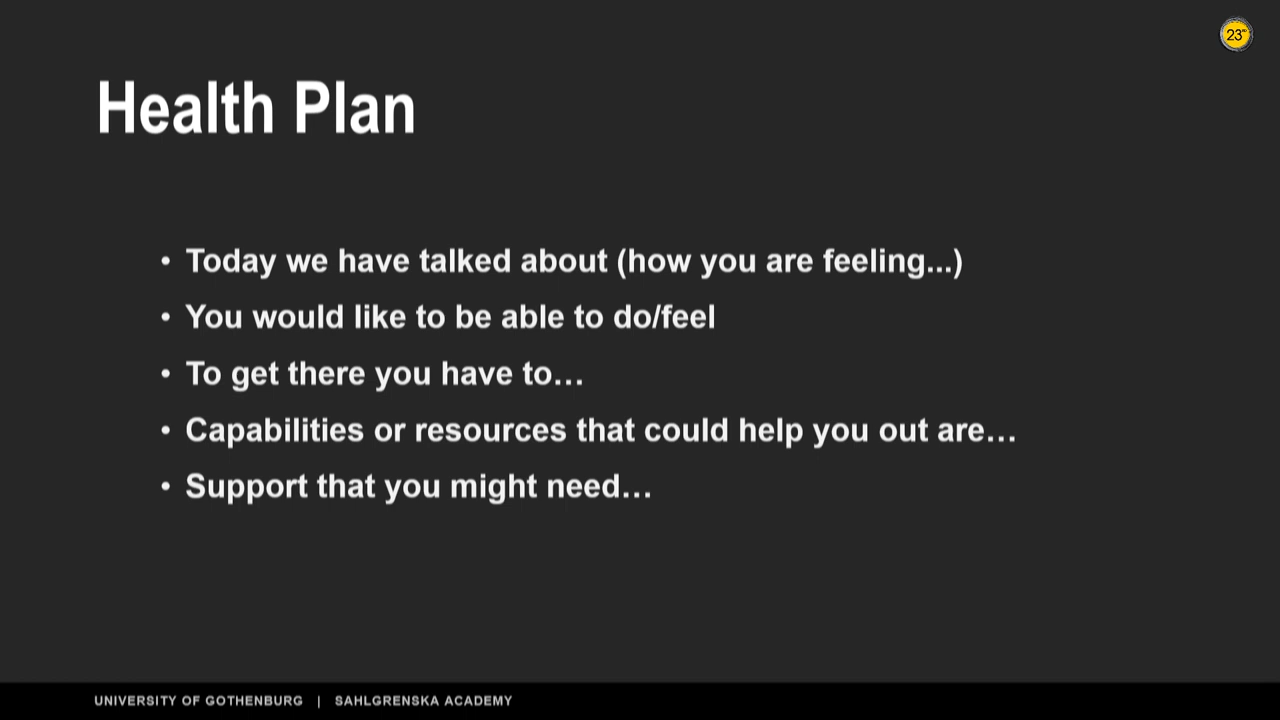 23"
Health Plan
• Today we have talked about (how you are feeling...)
• You would like to be able to do/feel
• To get there you have to…
• Capabilities or resources that could help you out are…
• Support that you might need…
UNIVERSITY OF GOTHENBURG | SAHLGRENSKA ACADEMY